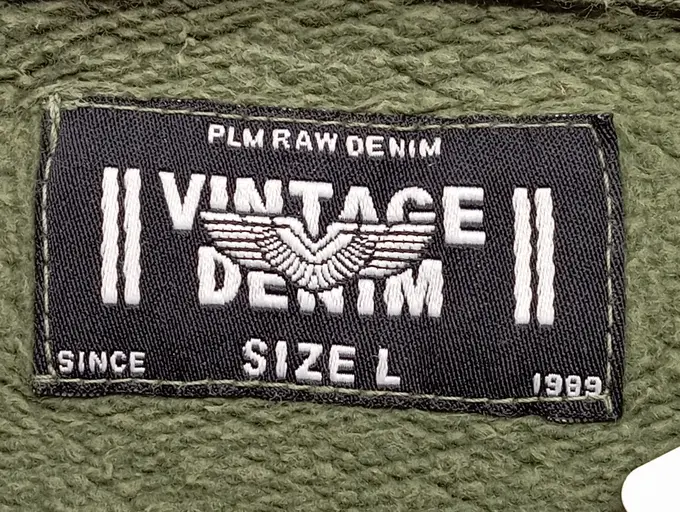 PLM RAW DENIM
VINTAGE
DENIM
SIZE L
SINCE 1989